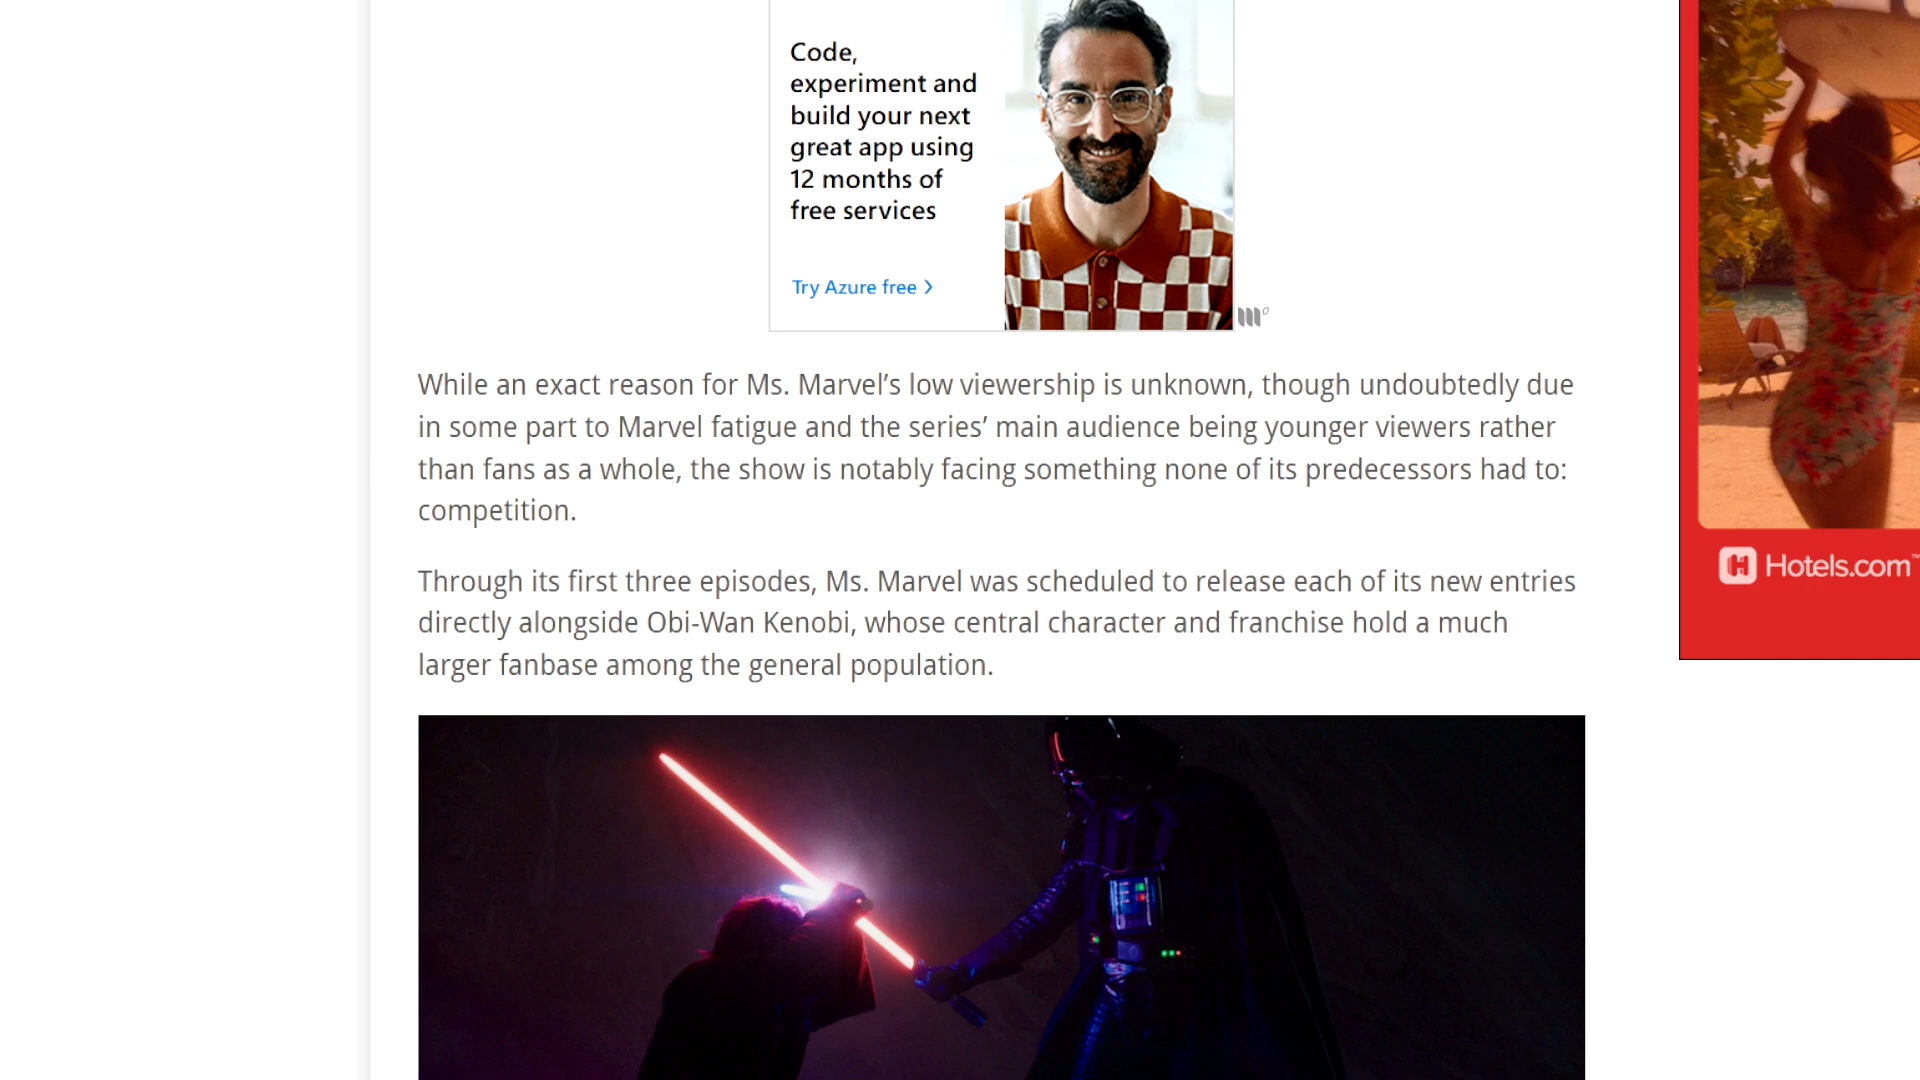 Code,
experiment and
build your next
great app using
12 months of
free services
Try Azure free >
While an exact reason for Ms. Marvel’s low viewership is unknown, though undoubtedly due
in some part to Marvel fatigue and the series’ main audience being younger viewers rather
than fans as a whole, the show is notably facing something none of its predecessors had to:
competition.
Through its first three episodes, Ms. Marvel was scheduled to release each of its new entries
directly alongside Obi-Wan Kenobi, whose central character and franchise hold a much
larger fanbase among the general population.
Hotels.com™